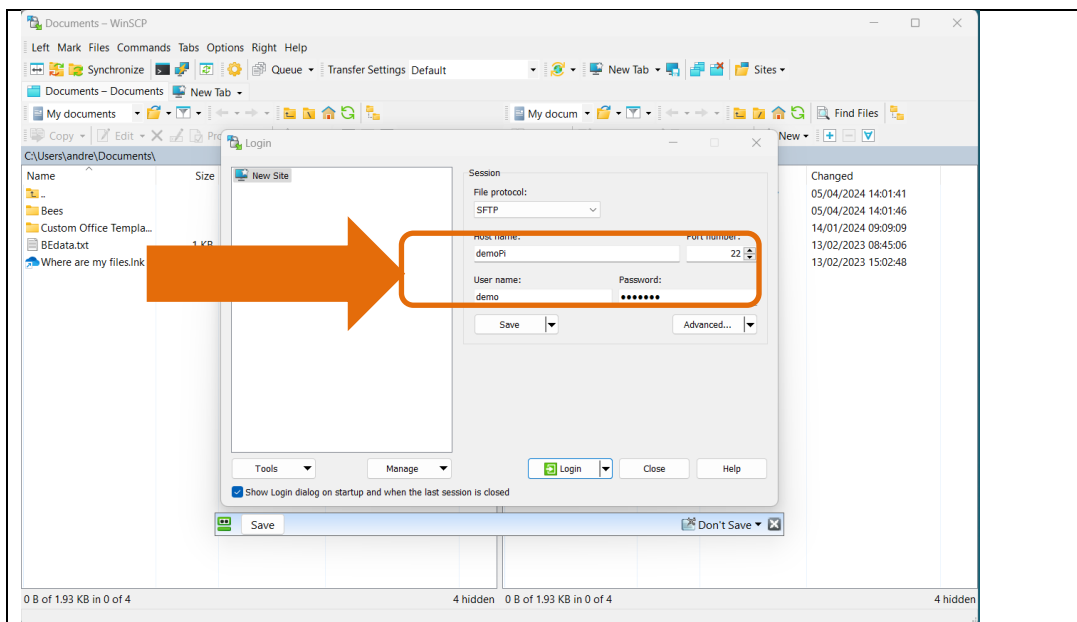 Documents – WinSCP
Left Mark Files Commands Tabs Options Right Help
Synchronize Queue Transfer Settings Default New Tab Sites
Documents – Documents New Tab
My documents My docum Find Files
Copy Edit New
Login
C:\Users\andre\Documents\
Name Size Changed
.. 05/04/2024 14:01:41
Bees 05/04/2024 14:01:46
Custom Office Templa... 14/01/2024 09:09:09
BEdata.txt 1 KB 13/02/2023 08:45:06
Where are my files.lnk 13/02/2023 15:02:48
New Site
Session
File protocol:
SFTP
Host name: Port number:
demoPi 22
User name: Password:
demo •••••••
Save Advanced...
Tools Manage Login Close Help
Show Login dialog on startup and when the last session is closed
Save Don't Save
0 B of 1.93 KB in 0 of 4 4 hidden 0 B of 1.93 KB in 0 of 4 4 hidden